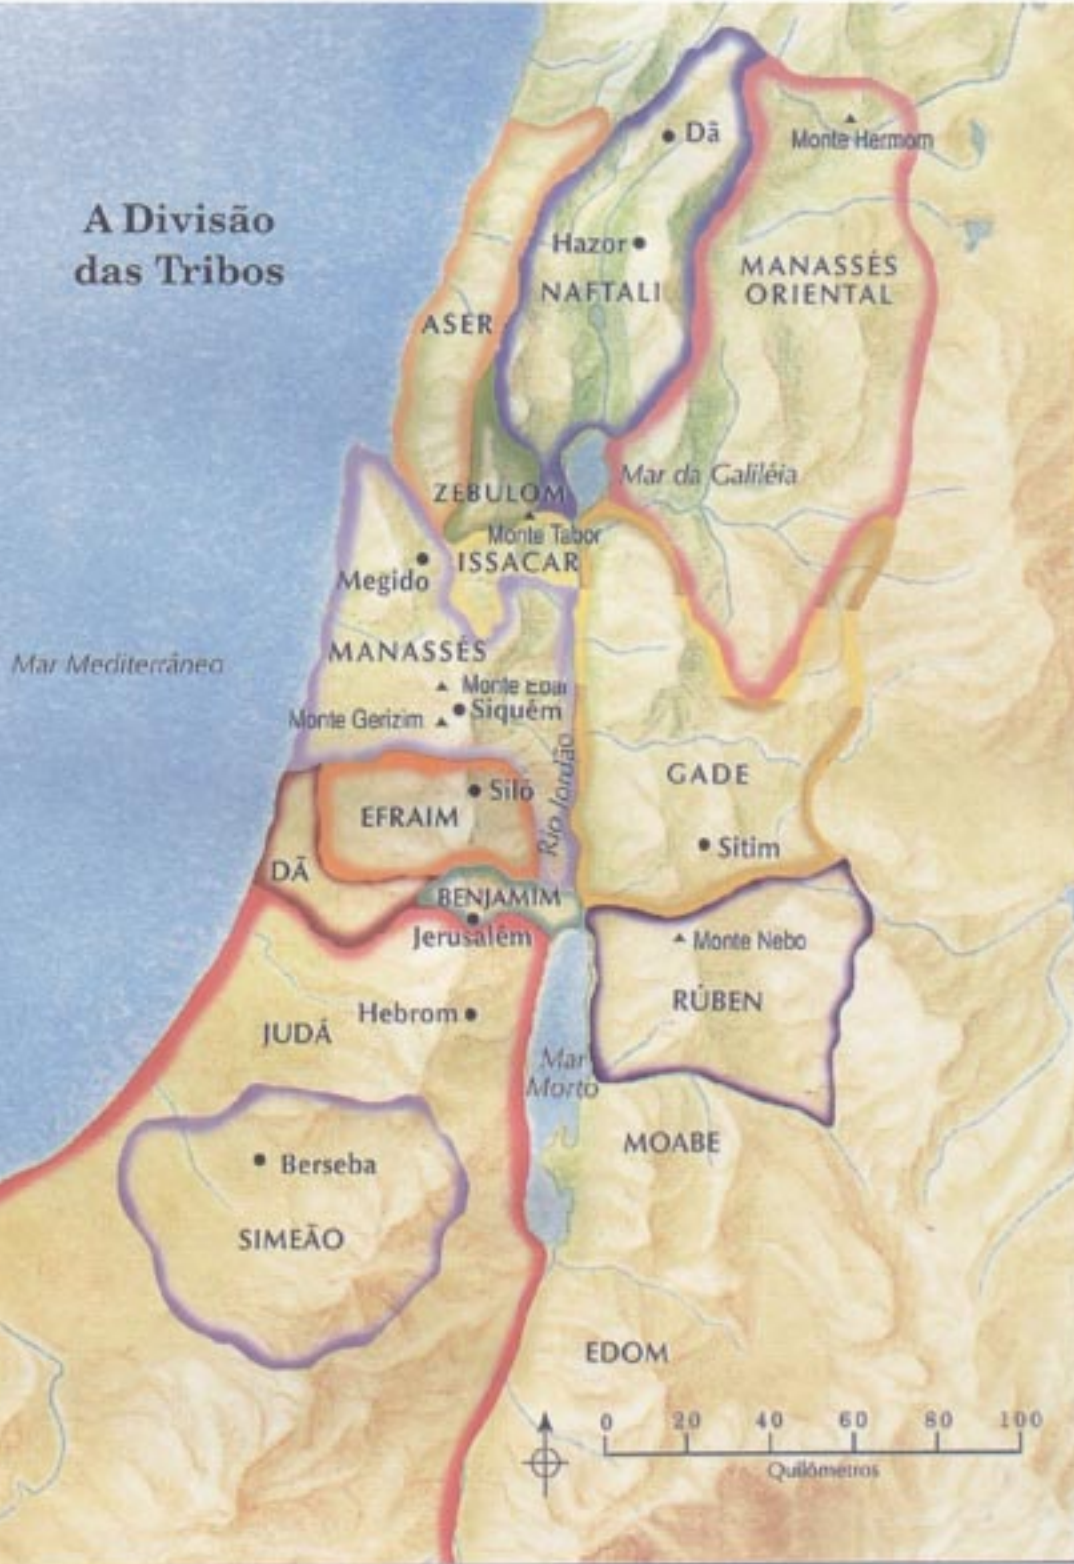 Dã
Monte Hermom
A Divisão
das Tribos
Hazor
NAFTALI
MANASSÉS
ORIENTAL
ASER
Mar da Galiléia
ZEBULOM
Monte Tabor
ISSACAR
Megido
MANASSÉS
Mar Mediterrâneo
Monte Ebal
Siquém
Monte Gerizim
Rio Jordão
GADE
Siló
EFRAIM
Sitim
DÃ
BENJAMIM
Jerusalém
Monte Nebo
RÚBEN
Hebrom
JUDÁ
Mar
Morto
MOABE
Berseba
SIMEÃO
EDOM
0 20 40 60 80 100
Quilômetros